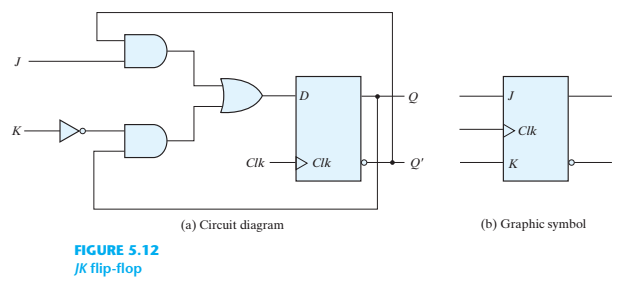 J
K
D
Clk
Clk
Q
Q'
J
Clk
K
(a) Circuit diagram
(b) Graphic symbol
FIGURE 5.12
JK flip-flop